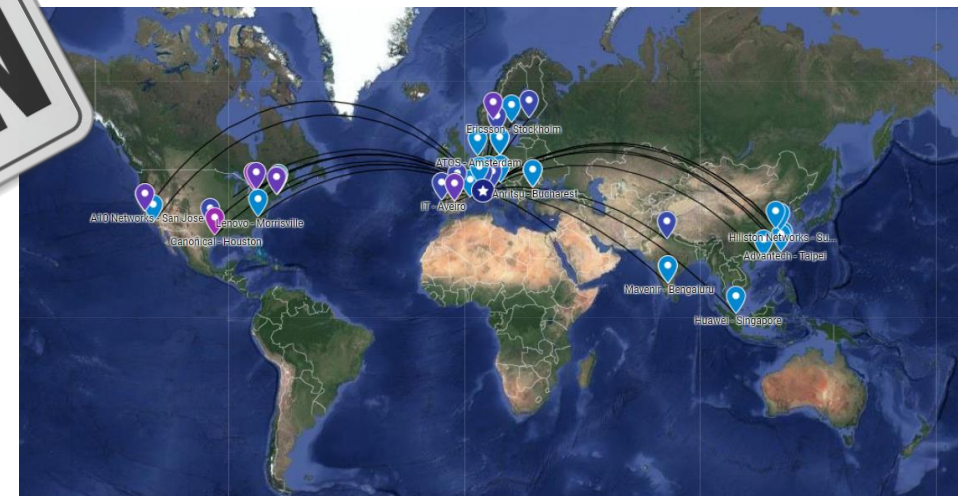 Ericsson - Stockholm
ATOS - Amsterdam
Anritsu - Bucharest
IT - Aveiro
A10 Networks - San Jose
Lenovo - Morrisville
Canonical - Houston
Hillston Networks - Su...
Advantech - Taipei
Mavenir - Bengaluru
Huawei - Singapore